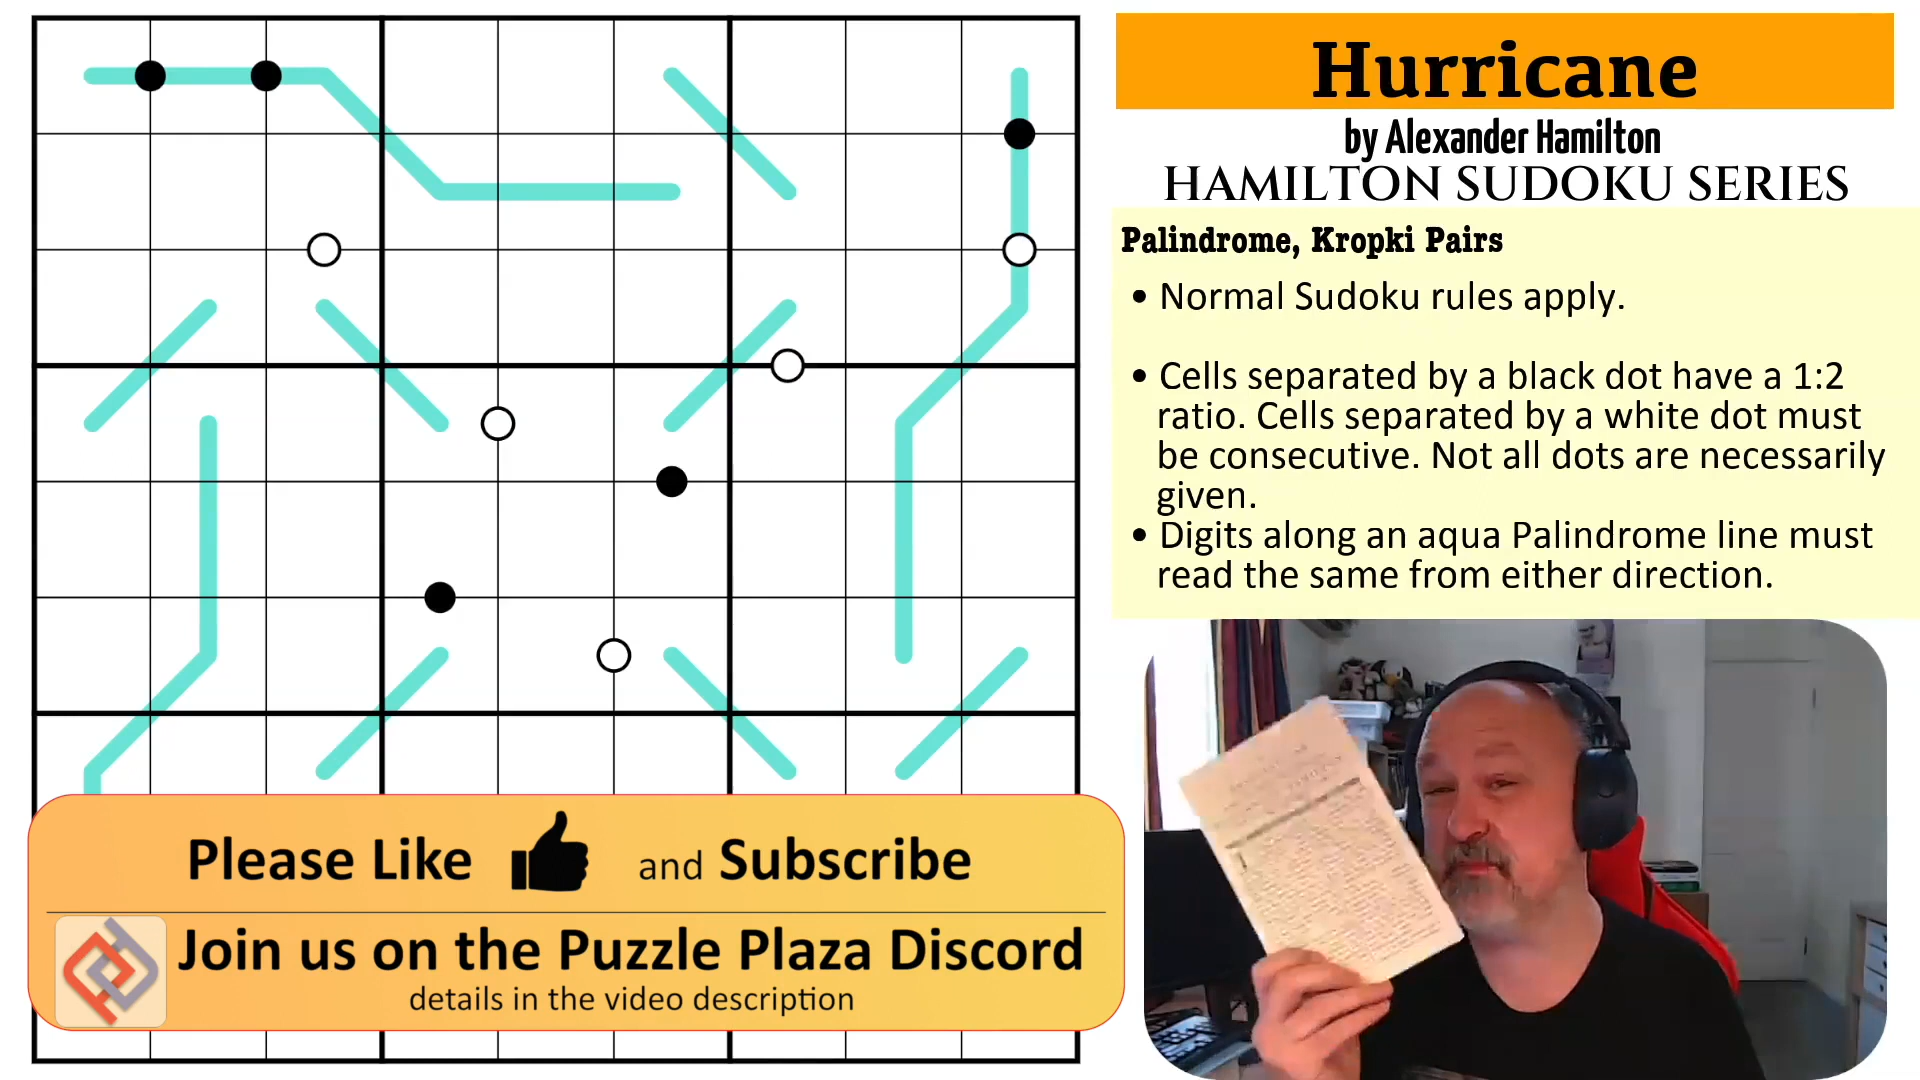 Hurricane
by Alexander Hamilton
HAMILTON SUDOKU SERIES
Palindrome, Kropki Pairs
• Normal Sudoku rules apply.
• Cells separated by a black dot have a 1:2
ratio. Cells separated by a white dot must
be consecutive. Not all dots are necessarily
given.
• Digits along an aqua Palindrome line must
read the same from either direction.
Please Like and Subscribe
Join us on the Puzzle Plaza Discord
details in the video description